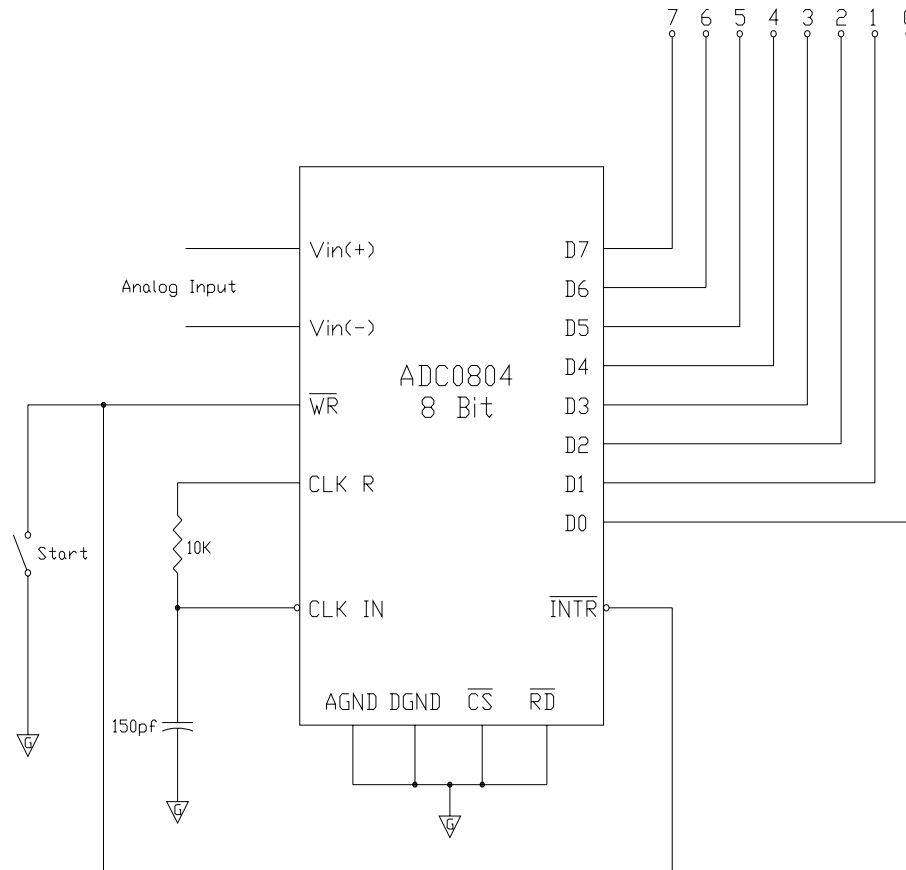 7 6 5 4 3 2 1
Vin(+)
D7
Analog Input
D6
Vin(-)
D5
ADC0804
8 Bit
D4
WR
D3
D2
CLK R
D1
D0
Start
10K
CLK IN
INTR
AGND DGND CS RD
150pf
G
G
G